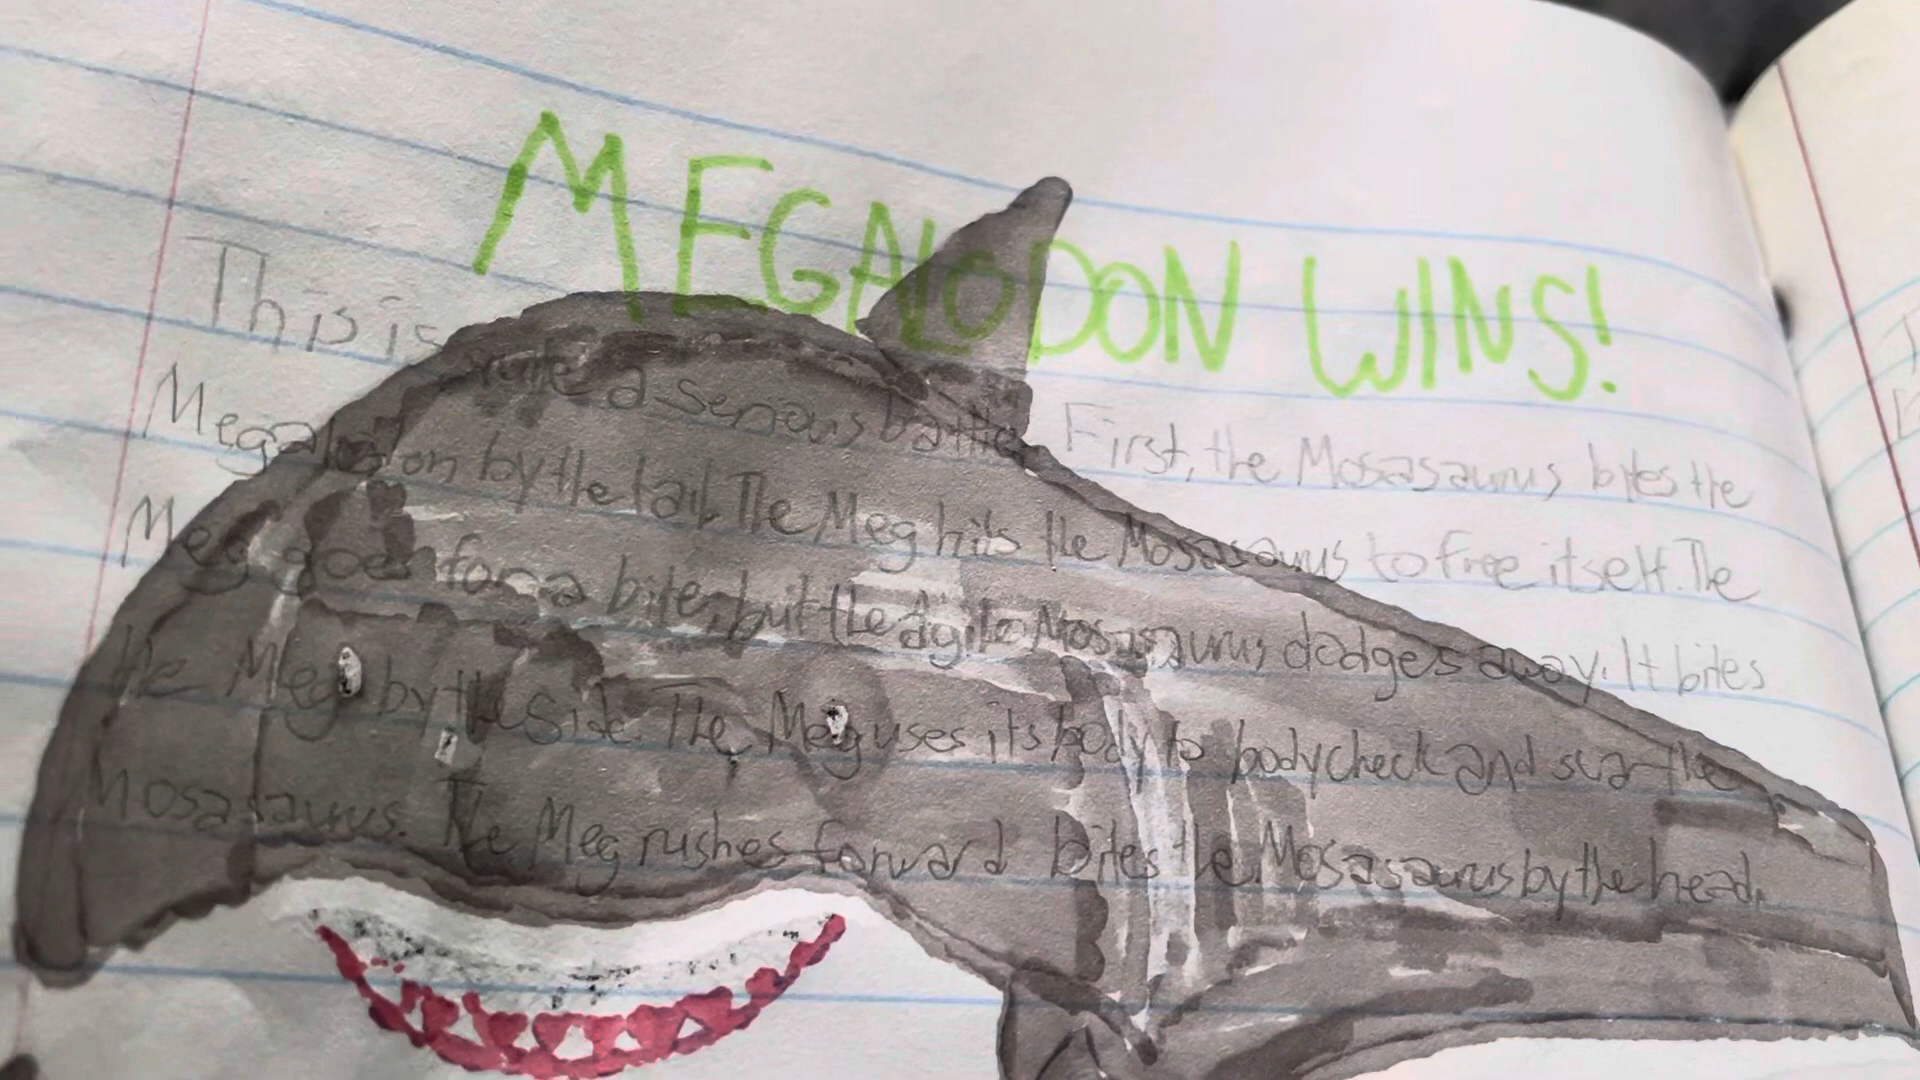 MEGALODON WINS!
This is quite a serious battle. First, the Mosasaurus bites the
Megalodon by the tail. The Meg hits the Mosasaurus to free itself. The
Meg goes for a bite, but the agile Mosasaurus dodges away. It bites
the Meg by the side. The Meg uses its body to bodycheck and scar the
Mosasaurus. The Meg rushes forward bites the Mosasaurus by the head.